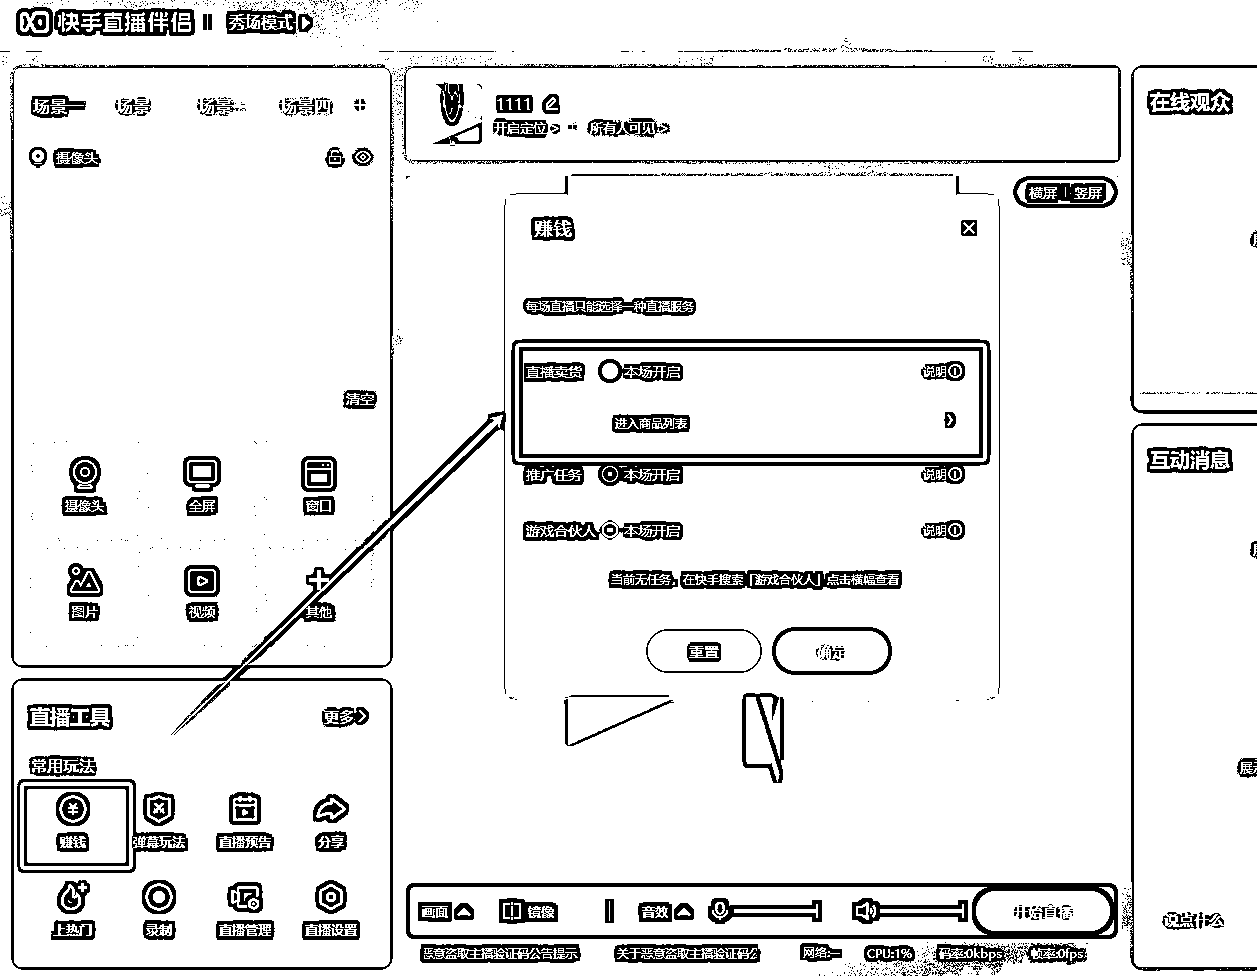 快手直播伴侣 秀场模式
场景一 场景 场景二 场景四
摄像头
清空
摄像头 全屏 窗口
图片 视频 其他
直播工具 更多
常用玩法
赚钱 弹幕玩法 直播预告 分享
上热门 录制 直播管理 直播设置
1111
开启定位 > 所有人可见 >
横屏 | 竖屏
赚钱
每场直播只能选择一种直播服务
直播卖货 本场开启 说明
进入商品列表
推广任务 本场开启 说明
游戏合伙人 本场开启 说明
当前无任务，在快手搜索「游戏合伙人」点击横幅查看
重置 确定
画面 镜像 音效 开始直播
恶意盗取主播验证码公告提示 关于恶意盗取主播验证码公 网络:-- CPU:1% 码率:0kbps 帧率:0fps
在线观众
互动消息
展
说点什么